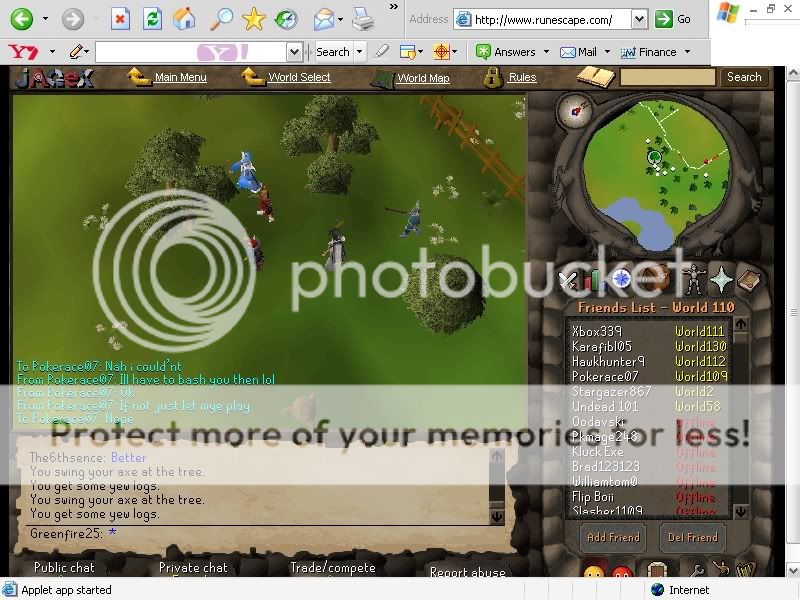 Address http://www.runescape.com/ Go
Y7 Search Answers Mail Finance
JAGEX Main Menu World Select World Map Rules Search
photobucket
Friends List - World 110
Xbox339 World111
Karafibl05 World130
Hawkhunter9 World112
Pokerace07 World109
Stargazer867 World2
Undead 101 World58
Oodavski Offline
Pkmage248 Offline
Kluck Exe Offline
Brad123123 Offline
Williamtom0 Offline
Flip Boii Offline
Slasher1109 Offline
Add Friend Del Friend
To Pokerace07: Nah i could'nt
From Pokerace07: Ill have to bash you then lol
From Pokerace07: Ok
From Pokerace07: If not just let mye play
To Pokerace07: Nope
Protect more of your memories for less!
The6thsence: Better
You swing your axe at the tree.
You get some yew logs.
You swing your axe at the tree.
You get some yew logs.
Greenfire25: *
Public chat Private chat Trade/compete Report abuse
Applet app started Internet